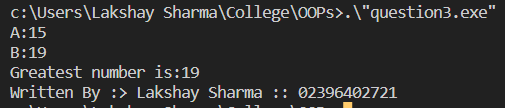 c:\Users\Lakshay Sharma\College\OOPs>.\"question3.exe"
A:15
B:19
Greatest number is:19
Written By :> Lakshay Sharma :: 02396402721